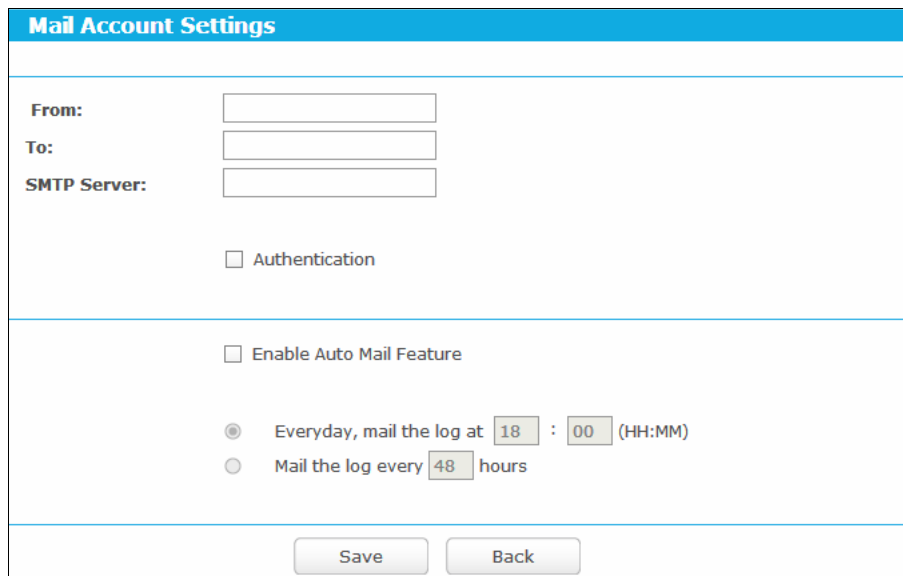 Mail Account Settings
From:
To:
SMTP Server:
Authentication
Enable Auto Mail Feature
Everyday, mail the log at 18 : 00 (HH:MM)
Mail the log every 48 hours
Save Back